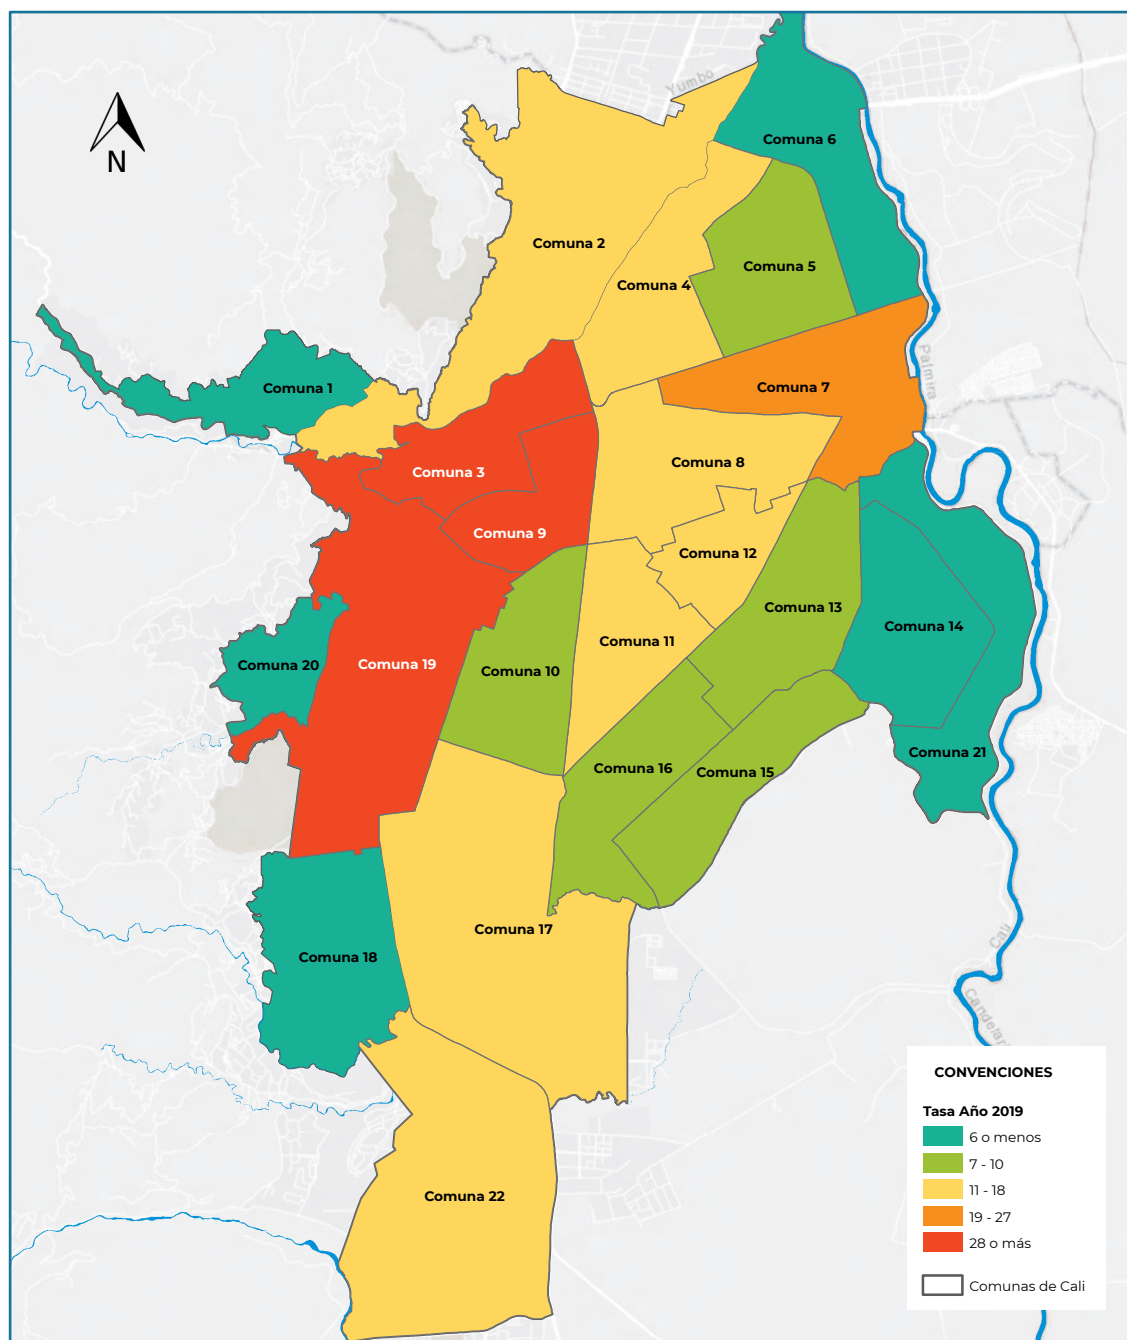 Yumbo
N
Comuna 6
Comuna 2
Comuna 5
Comuna 4
Palmira
Comuna 1
Comuna 7
Comuna 8
Comuna 3
Comuna 9
Comuna 12
Comuna 13
Comuna 14
Comuna 11
Comuna 20
Comuna 19
Comuna 10
Comuna 21
Comuna 16
Comuna 15
Comuna 17
Cali
Comuna 18
CONVENCIONES
Tasa Año 2019
6 o menos
7 - 10
11 - 18
19 - 27
28 o más
Comunas de Cali
Comuna 22